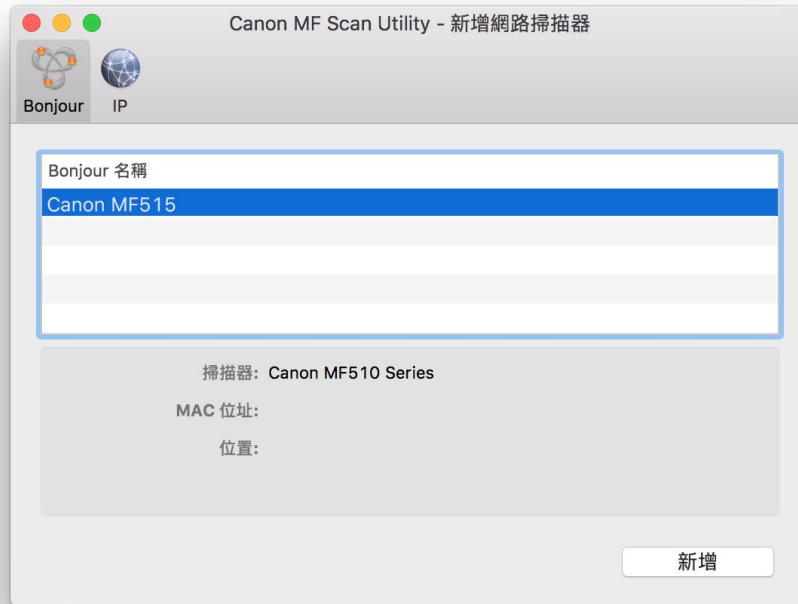 Canon MF Scan Utility - 新增網路掃描器
Bonjour IP
Bonjour 名稱
Canon MF515
掃描器: Canon MF510 Series
MAC 位址:
位置:
新增